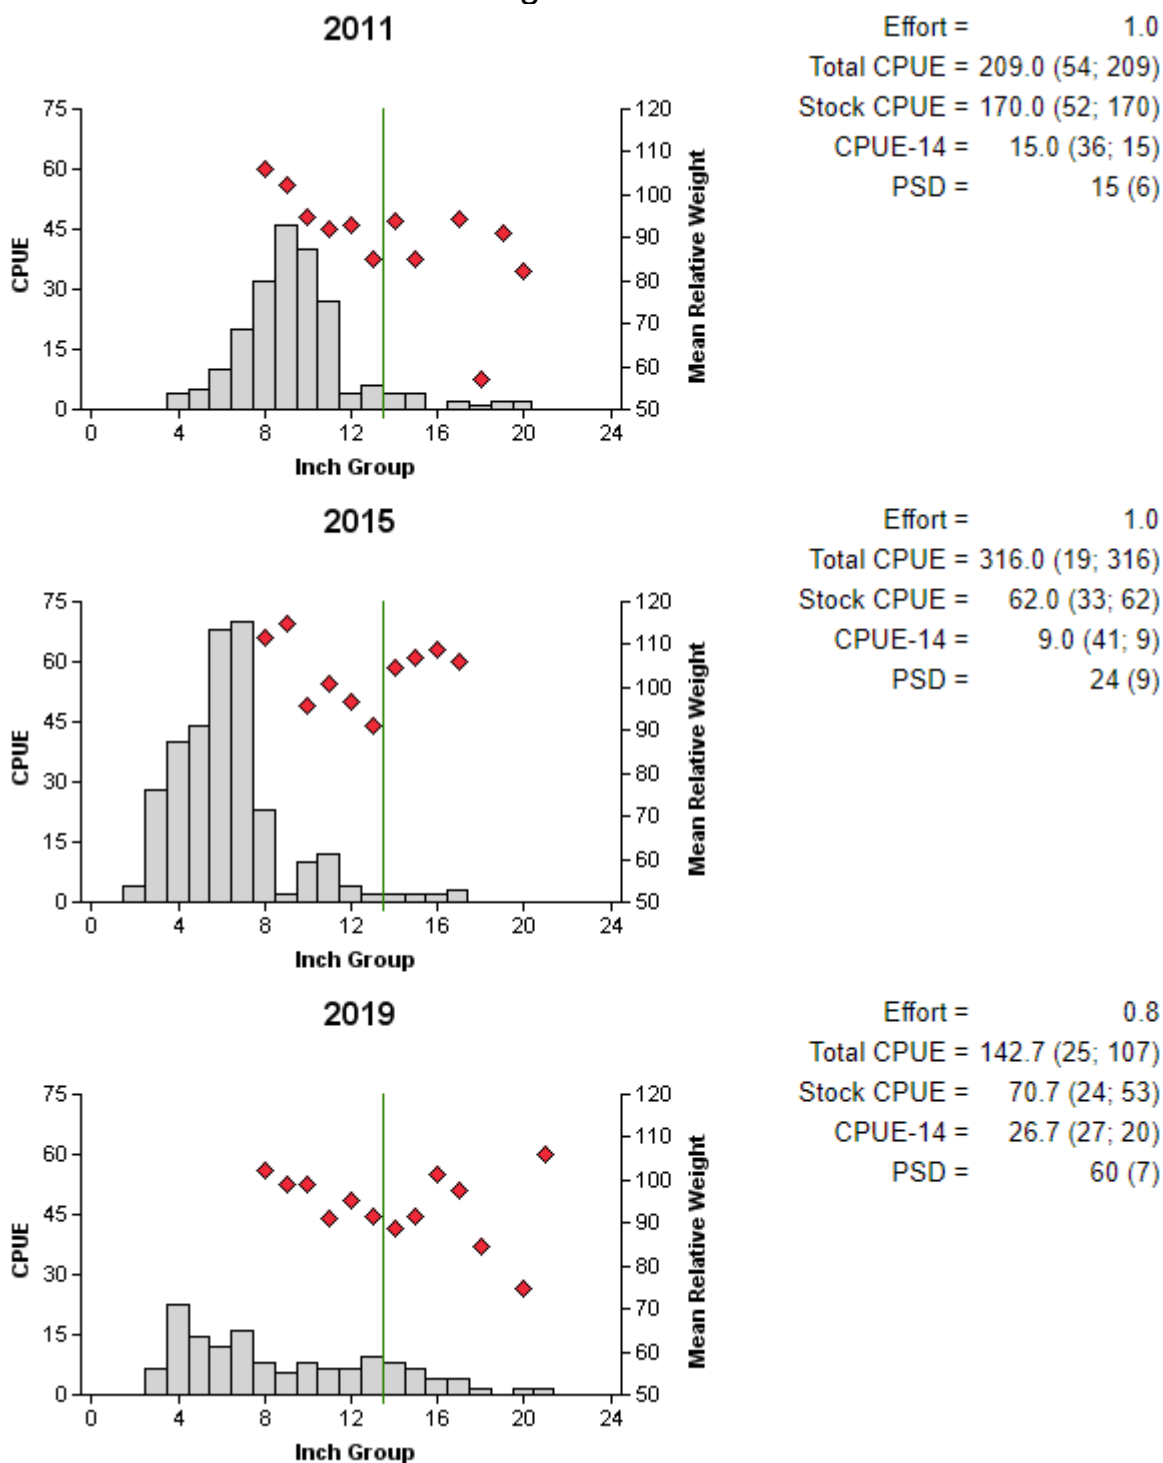 2011
Effort = 1.0
Total CPUE = 209.0 (54; 209)
Stock CPUE = 170.0 (52; 170)
CPUE-14 = 15.0 (36; 15)
PSD = 15 (6)
75 120
110
60
100
45
90
CPUE
Mean Relative Weight
30 80
70
15
60
0 50
0 4 8 12 16 20 24
Inch Group
2015
Effort = 1.0
Total CPUE = 316.0 (19; 316)
Stock CPUE = 62.0 (33; 62)
CPUE-14 = 9.0 (41; 9)
PSD = 24 (9)
75 120
110
60
100
45
90
CPUE
Mean Relative Weight
30 80
70
15
60
0 50
0 4 8 12 16 20 24
Inch Group
2019
Effort = 0.8
Total CPUE = 142.7 (25; 107)
Stock CPUE = 70.7 (24; 53)
CPUE-14 = 26.7 (27; 20)
PSD = 60 (7)
75 120
110
60
100
45
90
CPUE
Mean Relative Weight
30 80
70
15
60
0 50
0 4 8 12 16 20 24
Inch Group